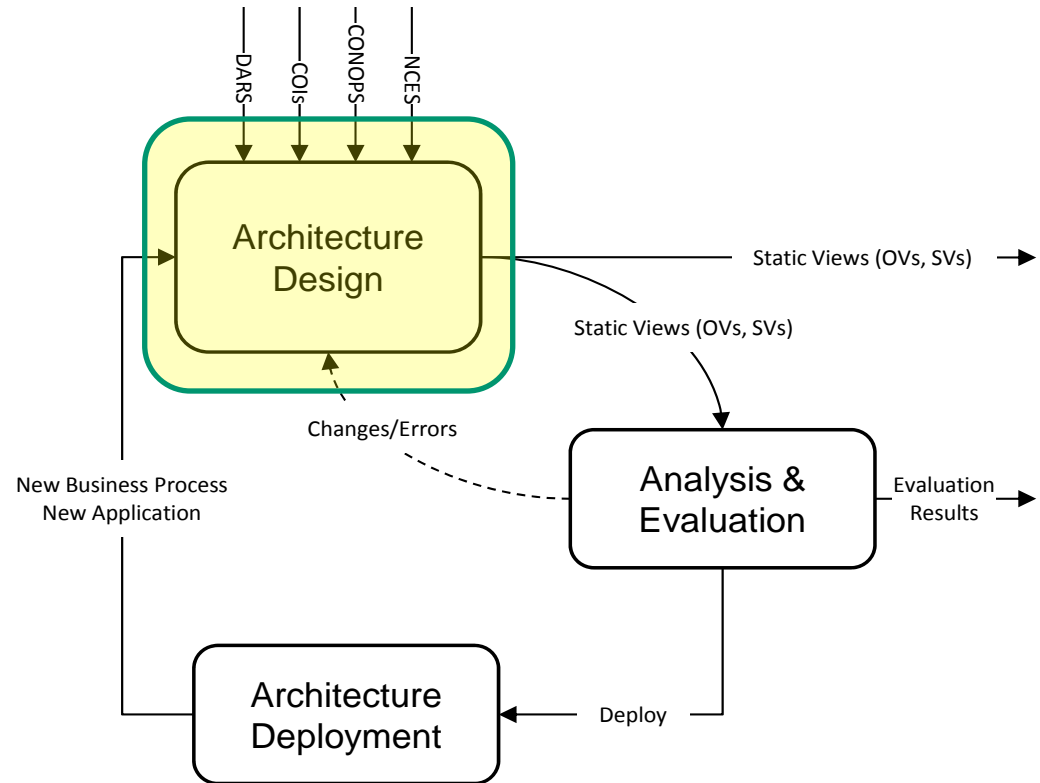 DARS
COIs
CONOPS
NCES
Architecture
Design
Static Views (OVs, SVs)
Static Views (OVs, SVs)
Changes/Errors
New Business Process
New Application
Analysis &
Evaluation
Evaluation
Results
Architecture
Deployment
Deploy